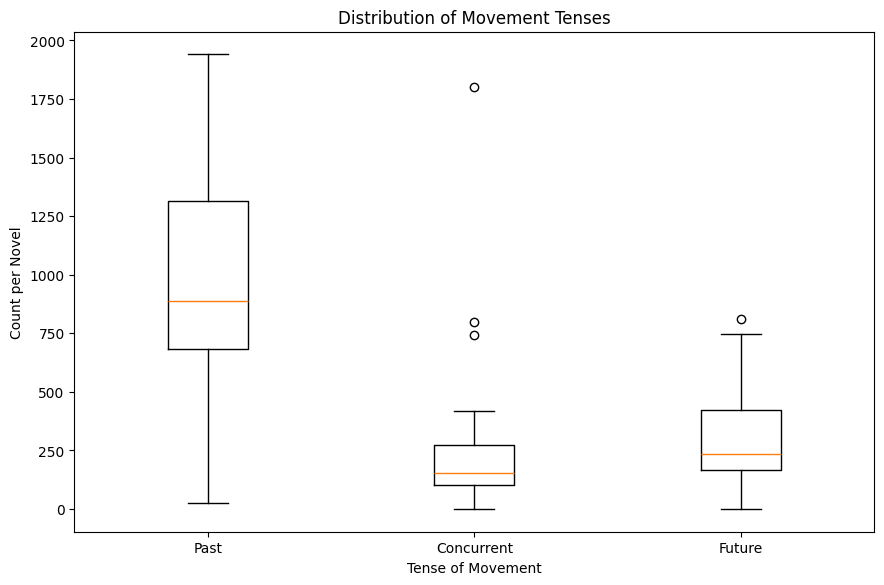 Distribution of Movement Tenses
Count per Novel
2000
1750
1500
1250
1000
750
500
250
0
Past
Concurrent
Future
Tense of Movement